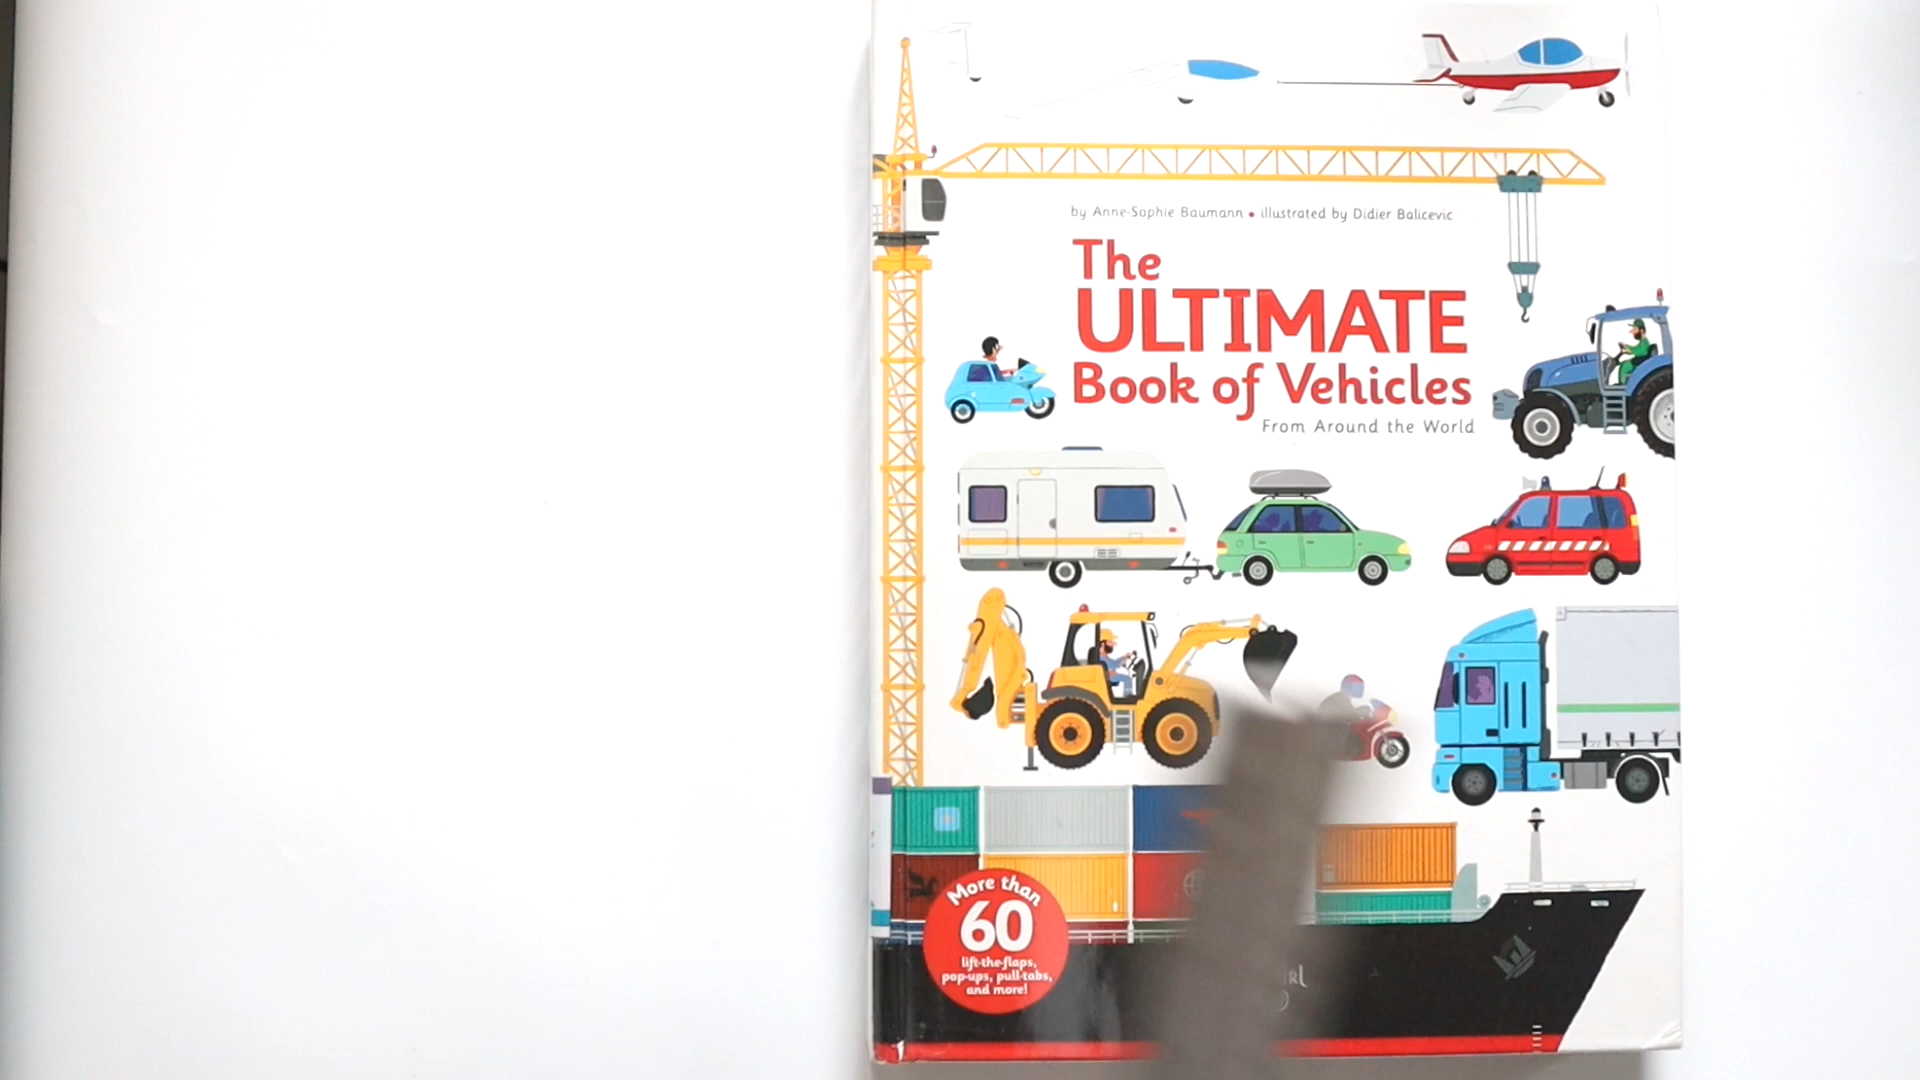 by Anne-Sophie Baumann • illustrated by Didier Balicevic
The
ULTIMATE
Book of Vehicles
From Around the World
More than
60
lift-the-flaps,
pop-ups, pull-tabs,
and more!